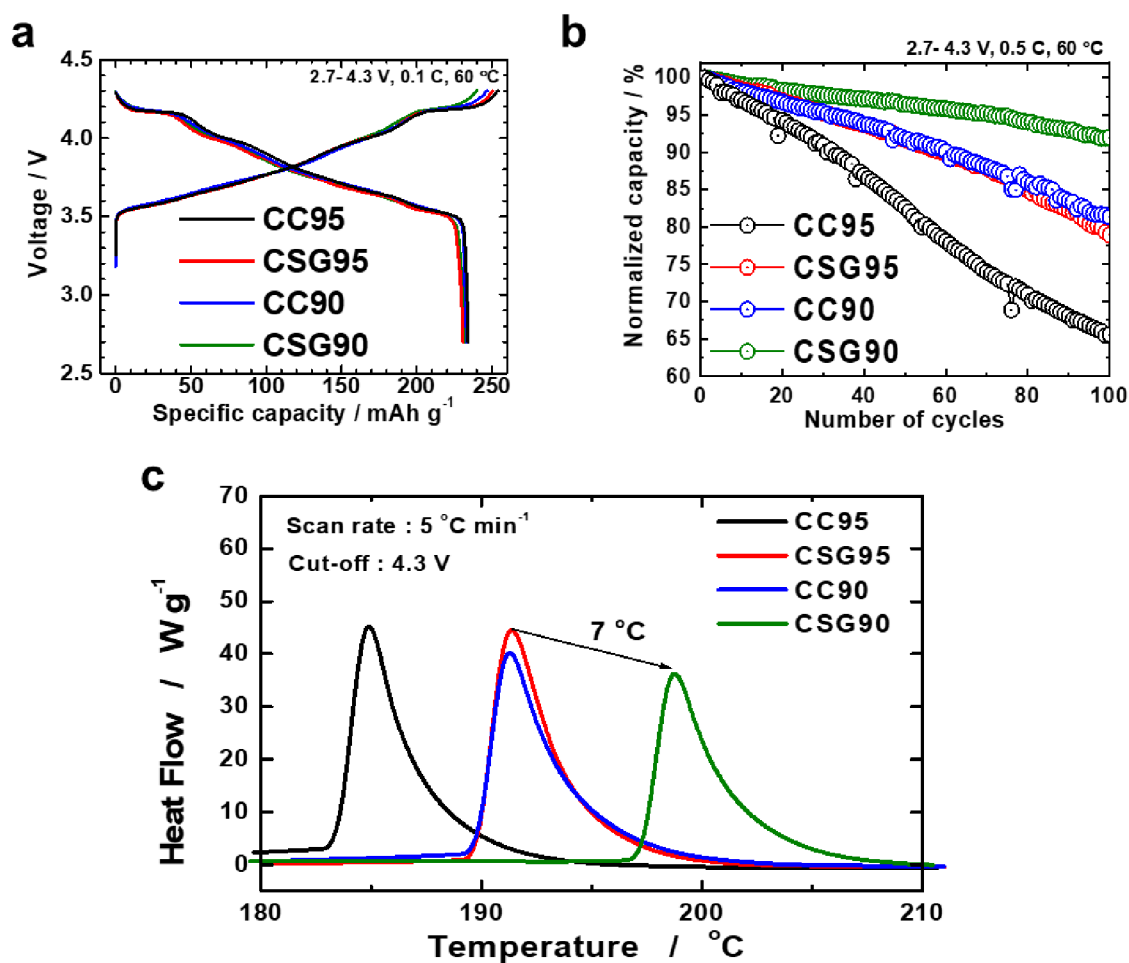 a
2.7- 4.3 V, 0.1 C, 60 °C
4.5
4.0
3.5
3.0
2.5
Voltage / V
CC95
CSG95
CC90
CSG90
0 50 100 150 200 250
Specific capacity / mAh g⁻¹
b
2.7- 4.3 V, 0.5 C, 60 °C
100
95
90
85
80
75
70
65
60
Normalized capacity / %
CC95
CSG95
CC90
CSG90
0 20 40 60 80 100
Number of cycles
c
70
60
50
40
30
20
10
0
Heat Flow / Wg⁻¹
Scan rate : 5 °C min⁻¹
Cut-off : 4.3 V
CC95
CSG95
CC90
CSG90
7 °C
180 190 200 210
Temperature / °C